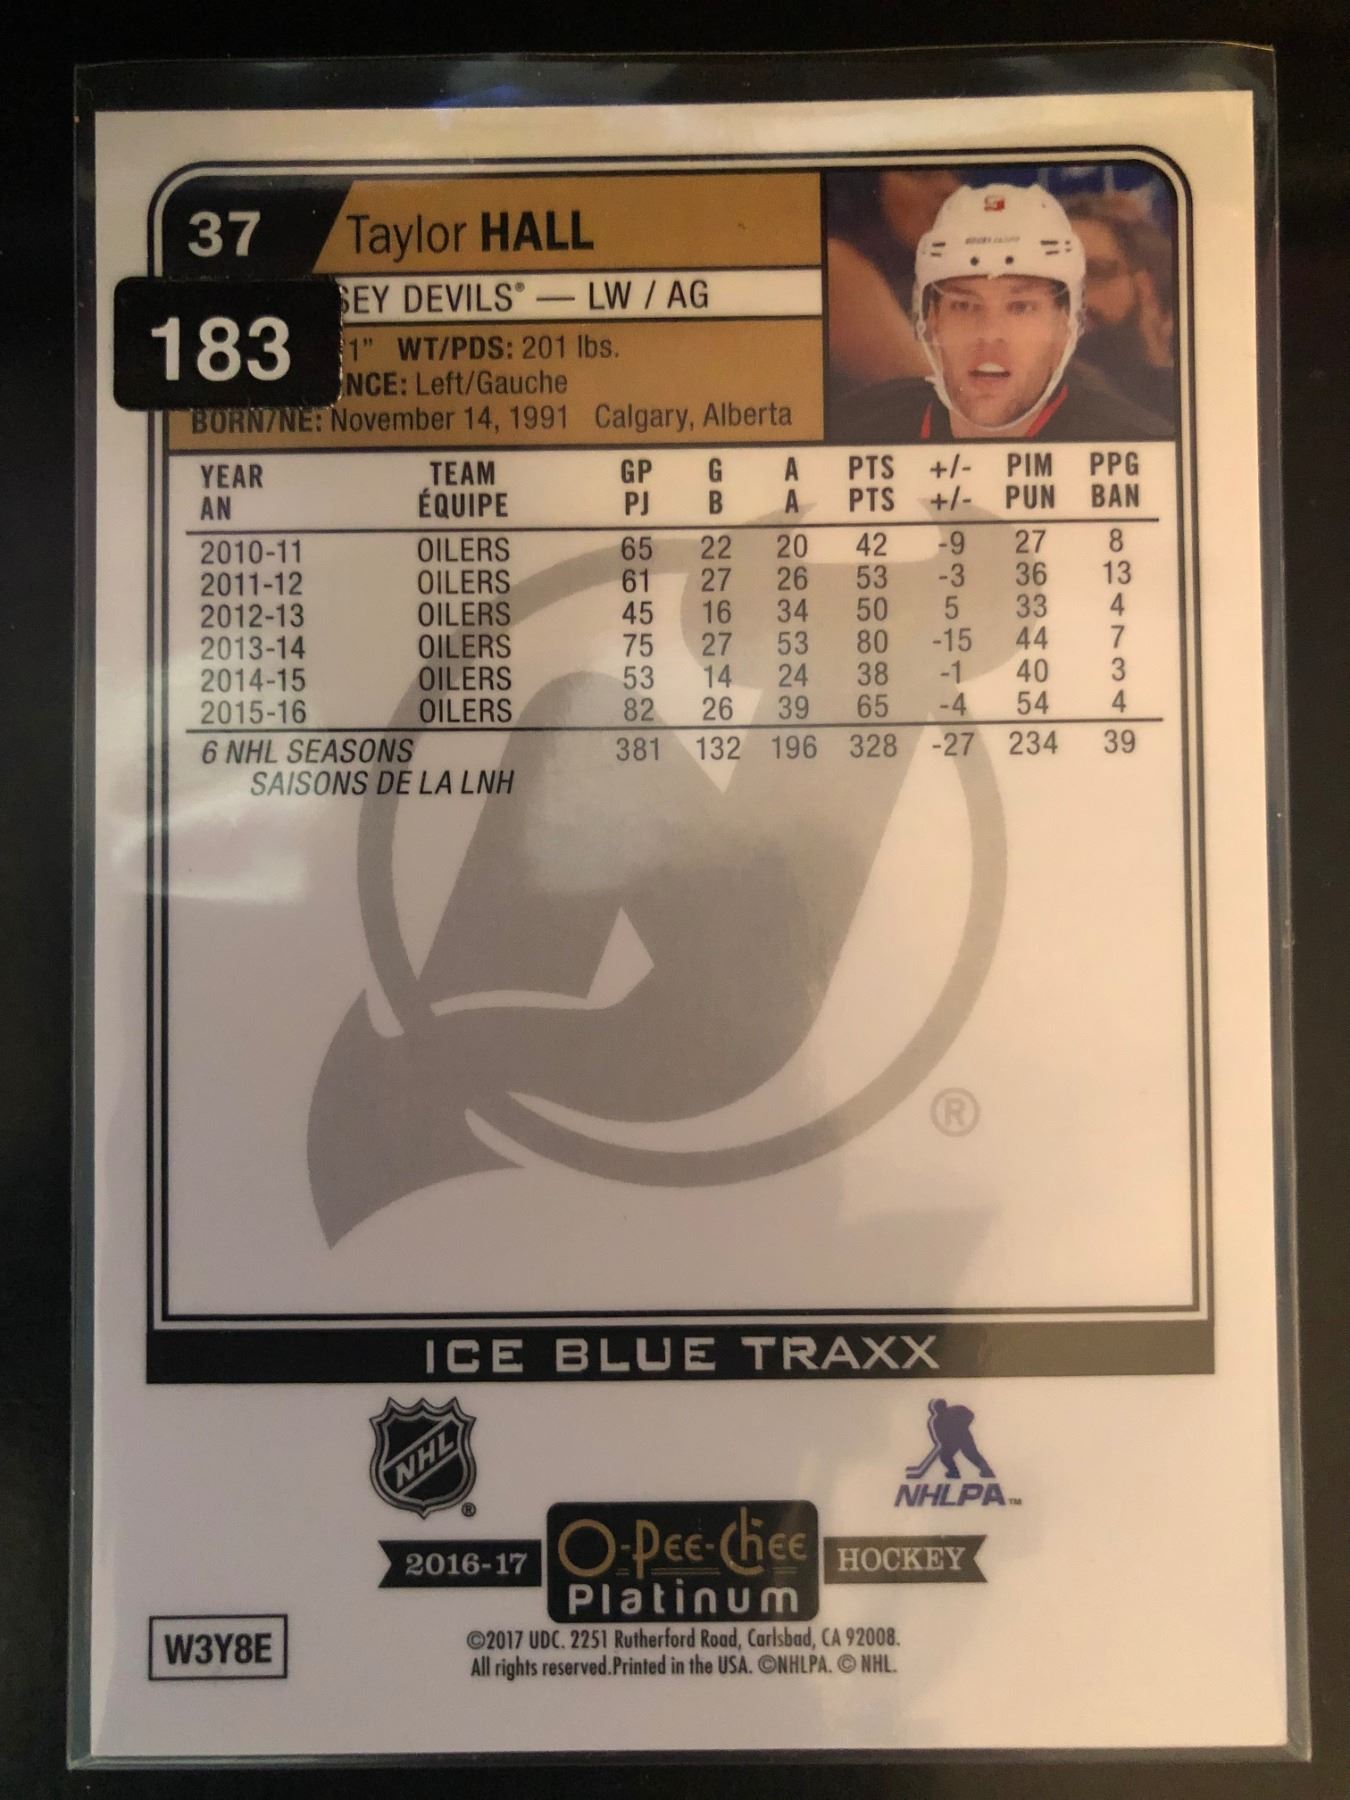 37 Taylor HALL
SEY DEVILS® — LW / AG
183
1" WT/PDS: 201 lbs.
NCE: Left/Gauche
BORN/NÉ: November 14, 1991 Calgary, Alberta
YEAR TEAM GP G A PTS +/- PIM PPG
AN ÉQUIPE PJ B A PTS +/- PUN BAN
2010-11 OILERS 65 22 20 42 -9 27 8
2011-12 OILERS 61 27 26 53 -3 36 13
2012-13 OILERS 45 16 34 50 5 33 4
2013-14 OILERS 75 27 53 80 -15 44 7
2014-15 OILERS 53 14 24 38 -1 40 3
2015-16 OILERS 82 26 39 65 -4 54 4
6 NHL SEASONS 381 132 196 328 -27 234 39
SAISONS DE LA LNH
®
ICE BLUE TRAXX
NHL ®
NHLPA™
2016-17 O-Pee-Chee HOCKEY
Platinum
W3Y8E
©2017 UDC. 2251 Rutherford Road, Carlsbad, CA 92008.
All rights reserved.Printed in the USA. ©NHLPA. © NHL.